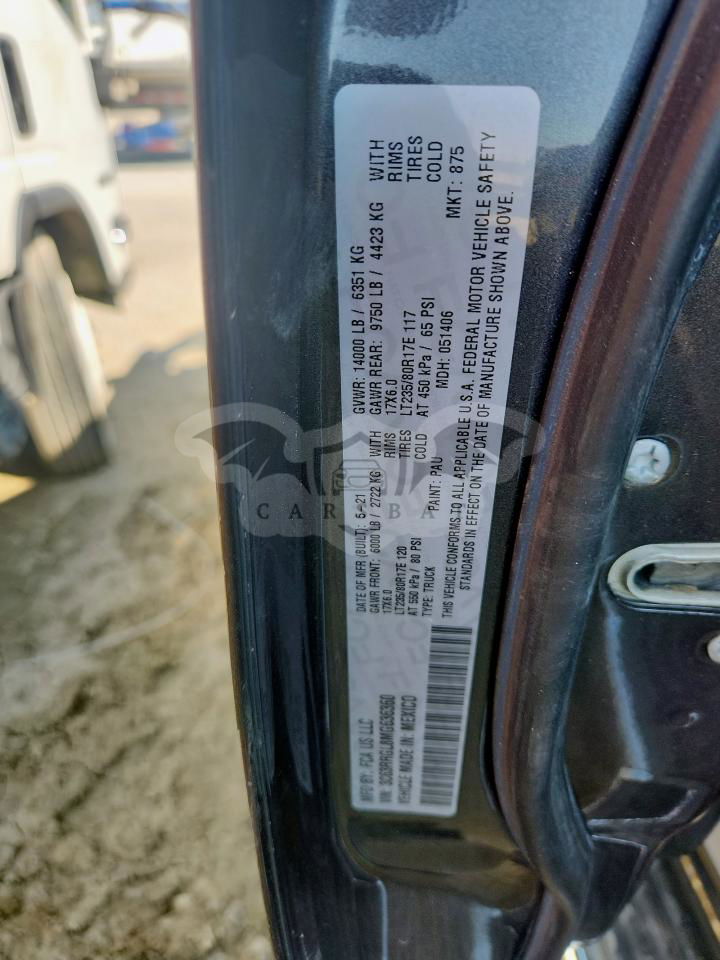 MFD BY: FCA US LLC
DATE OF MFR (BUILT): 5-21
GVWR: 14000 LB / 6351 KG
GAWR FRONT: 6000 LB / 2722 KG WITH
17X6.0 RIMS
LT235/80R17E 120 TIRES
AT 550 kPa / 80 PSI COLD
GAWR REAR: 9750 LB / 4423 KG WITH
17X6.0 RIMS
LT235/80R17E 117 TIRES
AT 450 kPa / 65 PSI COLD
VIN: 3C63RRGL8MG636360
TYPE: TRUCK
PAINT: PAU
MDH: 051406
MKT: 875
VEHICLE MADE IN: MEXICO
THIS VEHICLE CONFORMS TO ALL APPLICABLE U.S.A. FEDERAL MOTOR VEHICLE SAFETY
STANDARDS IN EFFECT ON THE DATE OF MANUFACTURE SHOWN ABOVE.